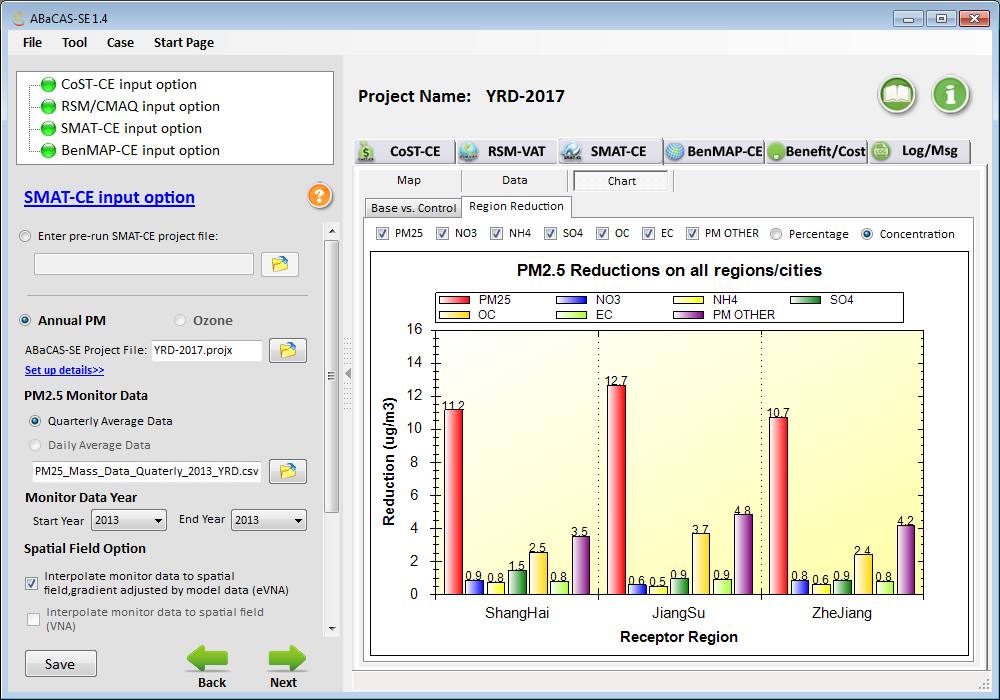 ABaCAS-SE 1.4
File Tool Case Start Page
CoST-CE input option
RSM/CMAQ input option
SMAT-CE input option
BenMAP-CE input option
Project Name: YRD-2017
SMAT-CE input option
?
Enter pre-run SMAT-CE project file:
Annual PM Ozone
ABaCAS-SE Project File: YRD-2017.projx
Set up details>>
PM2.5 Monitor Data
Quarterly Average Data
Daily Average Data
PM25_Mass_Data_Quaterly_2013_YRD.csv
Monitor Data Year
Start Year 2013 End Year 2013
Spatial Field Option
Interpolate monitor data to spatial
field,gradient adjusted by model data (eVNA)
Interpolate monitor data to spatial field
(VNA)
Save
Back Next
CoST-CE RSM-VAT SMAT-CE BenMAP-CE Benefit/Cost Log/Msg
Map Data Chart
Base vs. Control Region Reduction
PM25 NO3 NH4 SO4 OC EC PM OTHER Percentage Concentration
PM2.5 Reductions on all regions/cities
PM25 NO3 NH4 SO4
OC EC PM OTHER
Reduction (ug/m3)
16
14
12
10
8
6
4
2
0
11.2 0.9 0.8 1.5 2.5 0.8 3.5
12.7 0.6 0.5 0.9 3.7 0.9 4.8
10.7 0.8 0.6 0.9 2.4 0.8 4.2
ShangHai JiangSu ZheJiang
Receptor Region